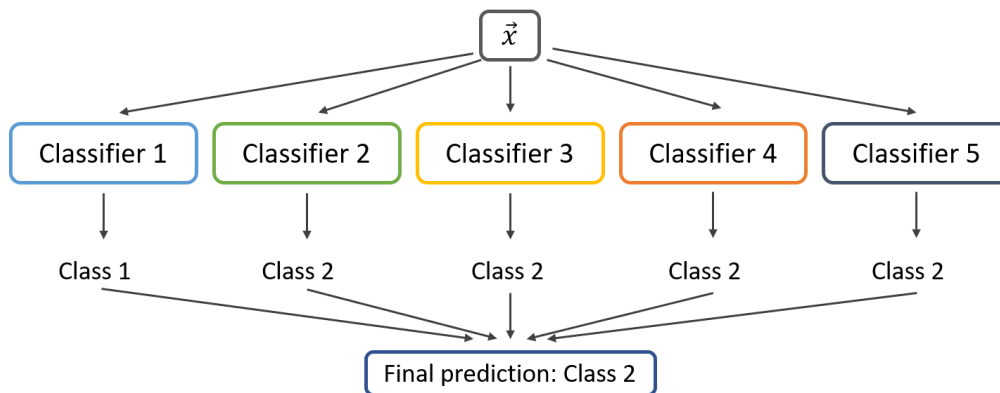 x⃗
Classifier 1 Classifier 2 Classifier 3 Classifier 4 Classifier 5
Class 1 Class 2 Class 2 Class 2 Class 2
Final prediction: Class 2